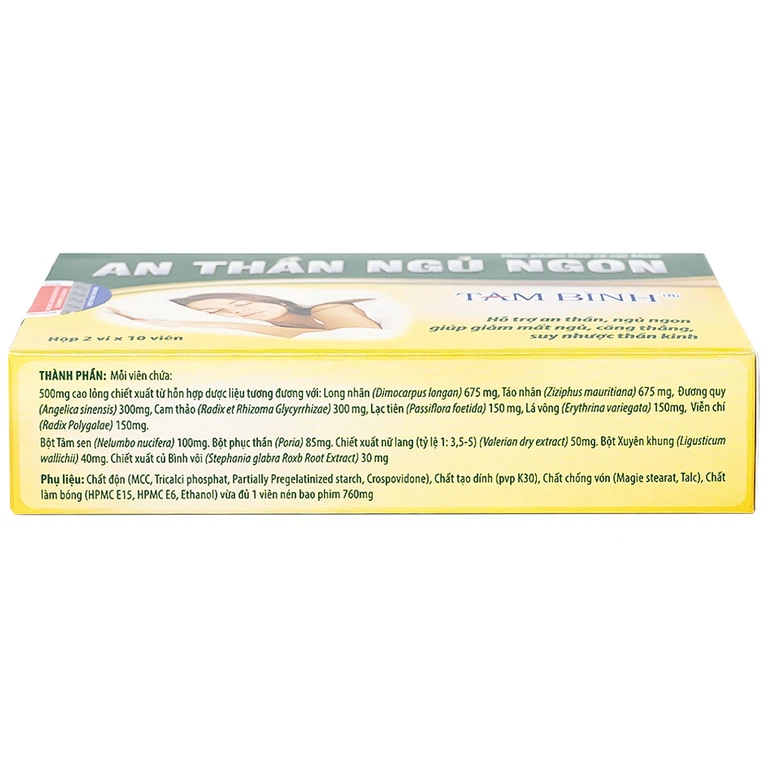 AN THẦN NGỦ NGON
TÂM BÌNH®
Hỗ trợ an thần, ngủ ngon
giúp giảm mất ngủ, căng thẳng,
suy nhược thần kinh
Hộp 2 vỉ x 10 viên
THÀNH PHẦN: Mỗi viên chứa:
500mg cao lỏng chiết xuất từ hỗn hợp dược liệu tương đương với: Long nhãn (Dimocarpus longan) 675 mg, Táo nhân (Ziziphus mauritiana) 675 mg, Đương quy
(Angelica sinensis) 300mg, Cam thảo (Radix et Rhizoma Glycyrrhizae) 300 mg, Lạc tiên (Passiflora foetida) 150 mg, Lá vông (Erythrina variegata) 150mg, Viễn chí
(Radix Polygalae) 150mg.
Bột Tâm sen (Nelumbo nucifera) 100mg. Bột phục thần (Poria) 85mg. Chiết xuất nữ lang (tỷ lệ 1: 3,5-5) (Valerian dry extract) 50mg. Bột Xuyên khung (Ligusticum
wallichii) 40mg. Chiết xuất củ Bình vôi (Stephania glabra Roxb Root Extract) 30 mg
Phụ liệu: Chất độn (MCC, Tricalci phosphat, Partially Pregelatinized starch, Crospovidone), Chất tạo dính (pvp K30), Chất chống vón (Magie stearat, Talc), Chất
làm bóng (HPMC E15, HPMC E6, Ethanol) vừa đủ 1 viên nén bao phim 760mg